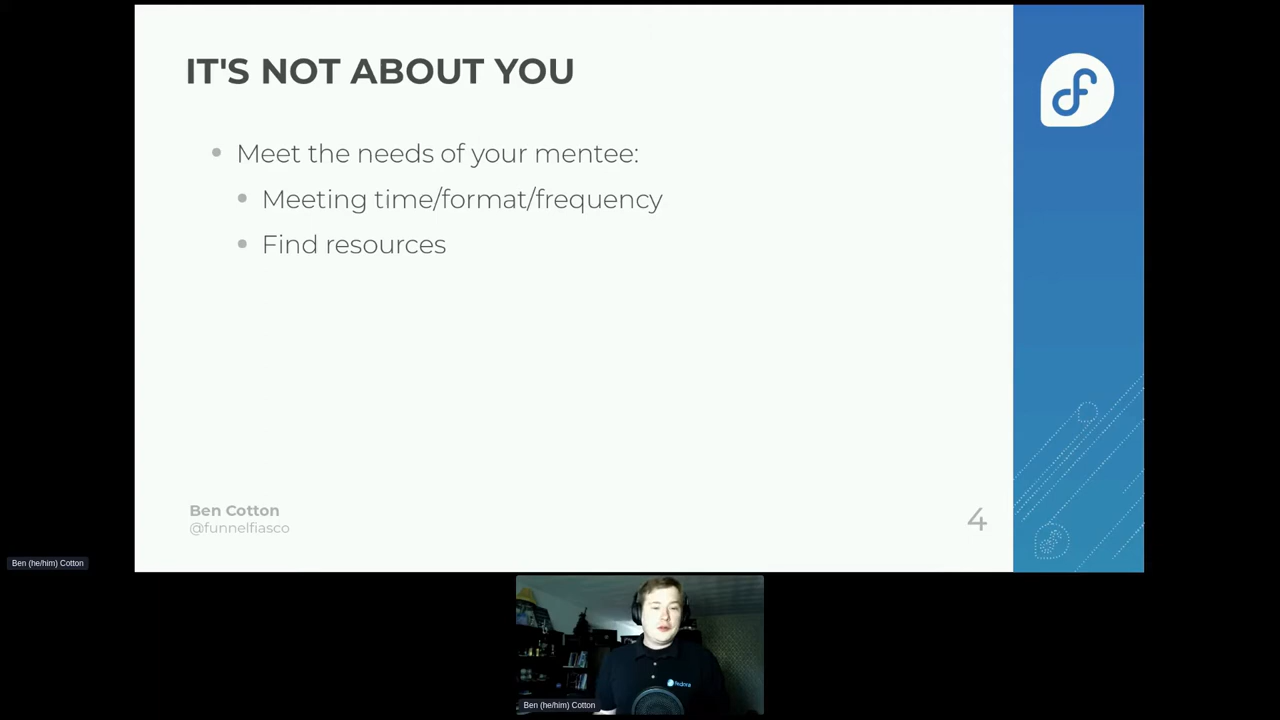 IT'S NOT ABOUT YOU
Meet the needs of your mentee:
Meeting time/format/frequency
Find resources
Ben Cotton
@funnelfiasco
4
Ben (he/him) Cotton
Ben (he/him) Cotton
fedora